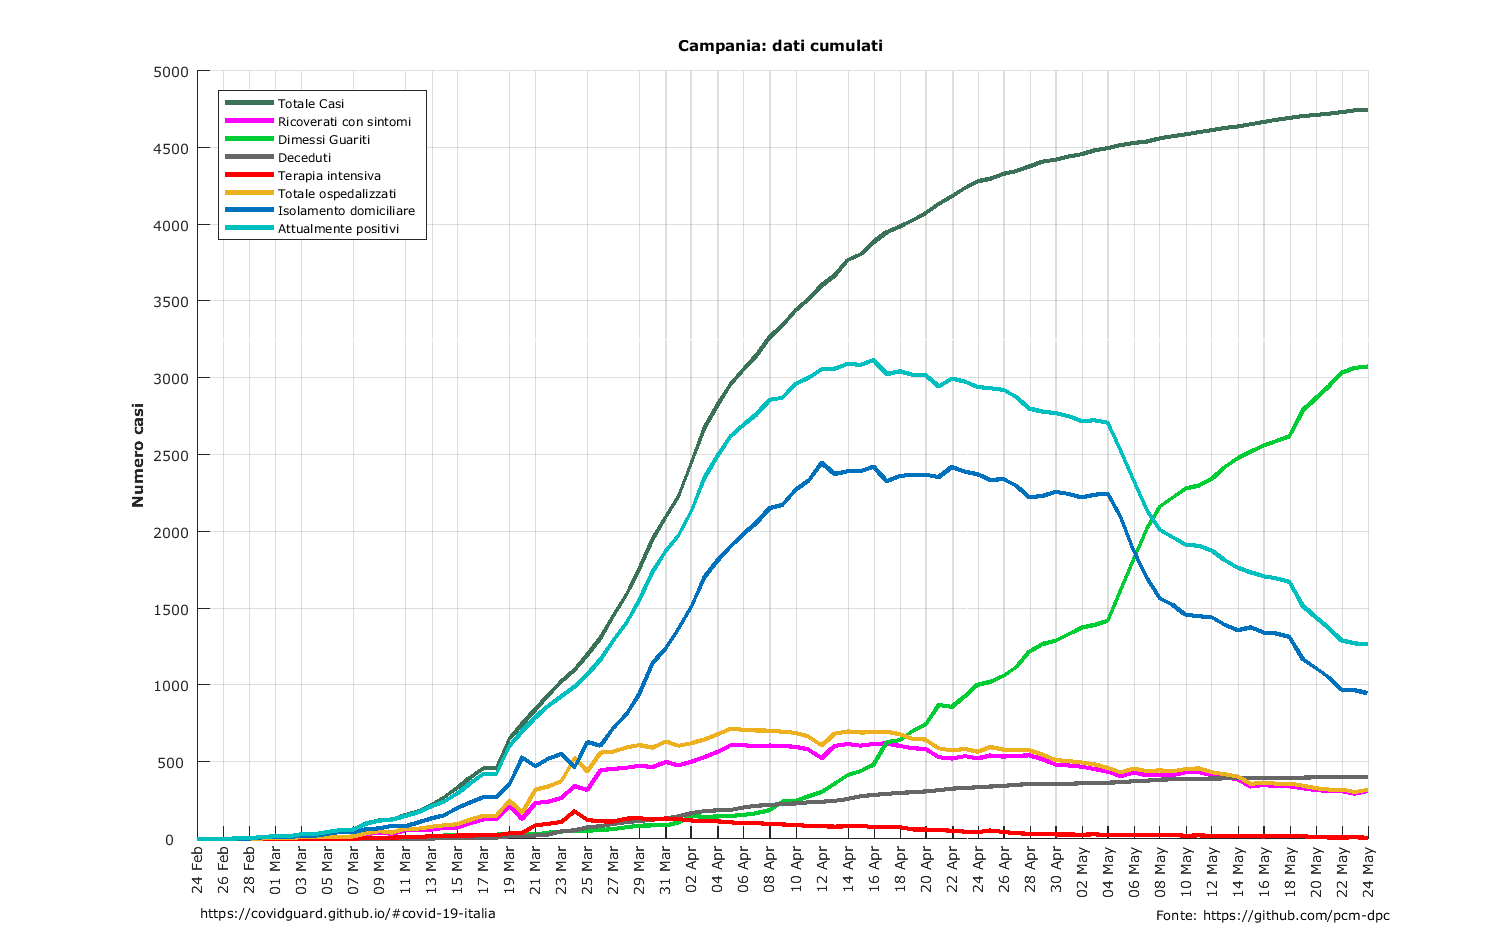 Campania: dati cumulati
Numero casi
5000
4500
4000
3500
3000
2500
2000
1500
1000
500
0
Totale Casi
Ricoverati con sintomi
Dimessi Guariti
Deceduti
Terapia intensiva
Totale ospedalizzati
Isolamento domiciliare
Attualmente positivi
24 Feb
26 Feb
28 Feb
01 Mar
03 Mar
05 Mar
07 Mar
09 Mar
11 Mar
13 Mar
15 Mar
17 Mar
19 Mar
21 Mar
23 Mar
25 Mar
27 Mar
29 Mar
31 Mar
02 Apr
04 Apr
06 Apr
08 Apr
10 Apr
12 Apr
14 Apr
16 Apr
18 Apr
20 Apr
22 Apr
24 Apr
26 Apr
28 Apr
30 Apr
02 May
04 May
06 May
08 May
10 May
12 May
14 May
16 May
18 May
20 May
22 May
24 May
https://covidguard.github.io/#covid-19-italia
Fonte: https://github.com/pcm-dpc